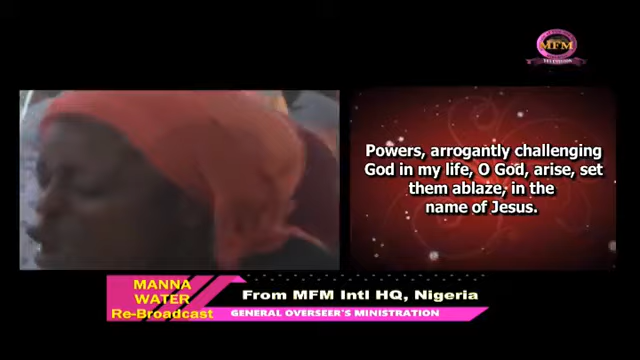 MFM
TELEVISION
Powers, arrogantly challenging
God in my life, O God, arise, set
them ablaze, in the
name of Jesus.
MANNA
WATER
Re-Broadcast
From MFM Intl HQ, Nigeria
GENERAL OVERSEER'S MINISTRATION